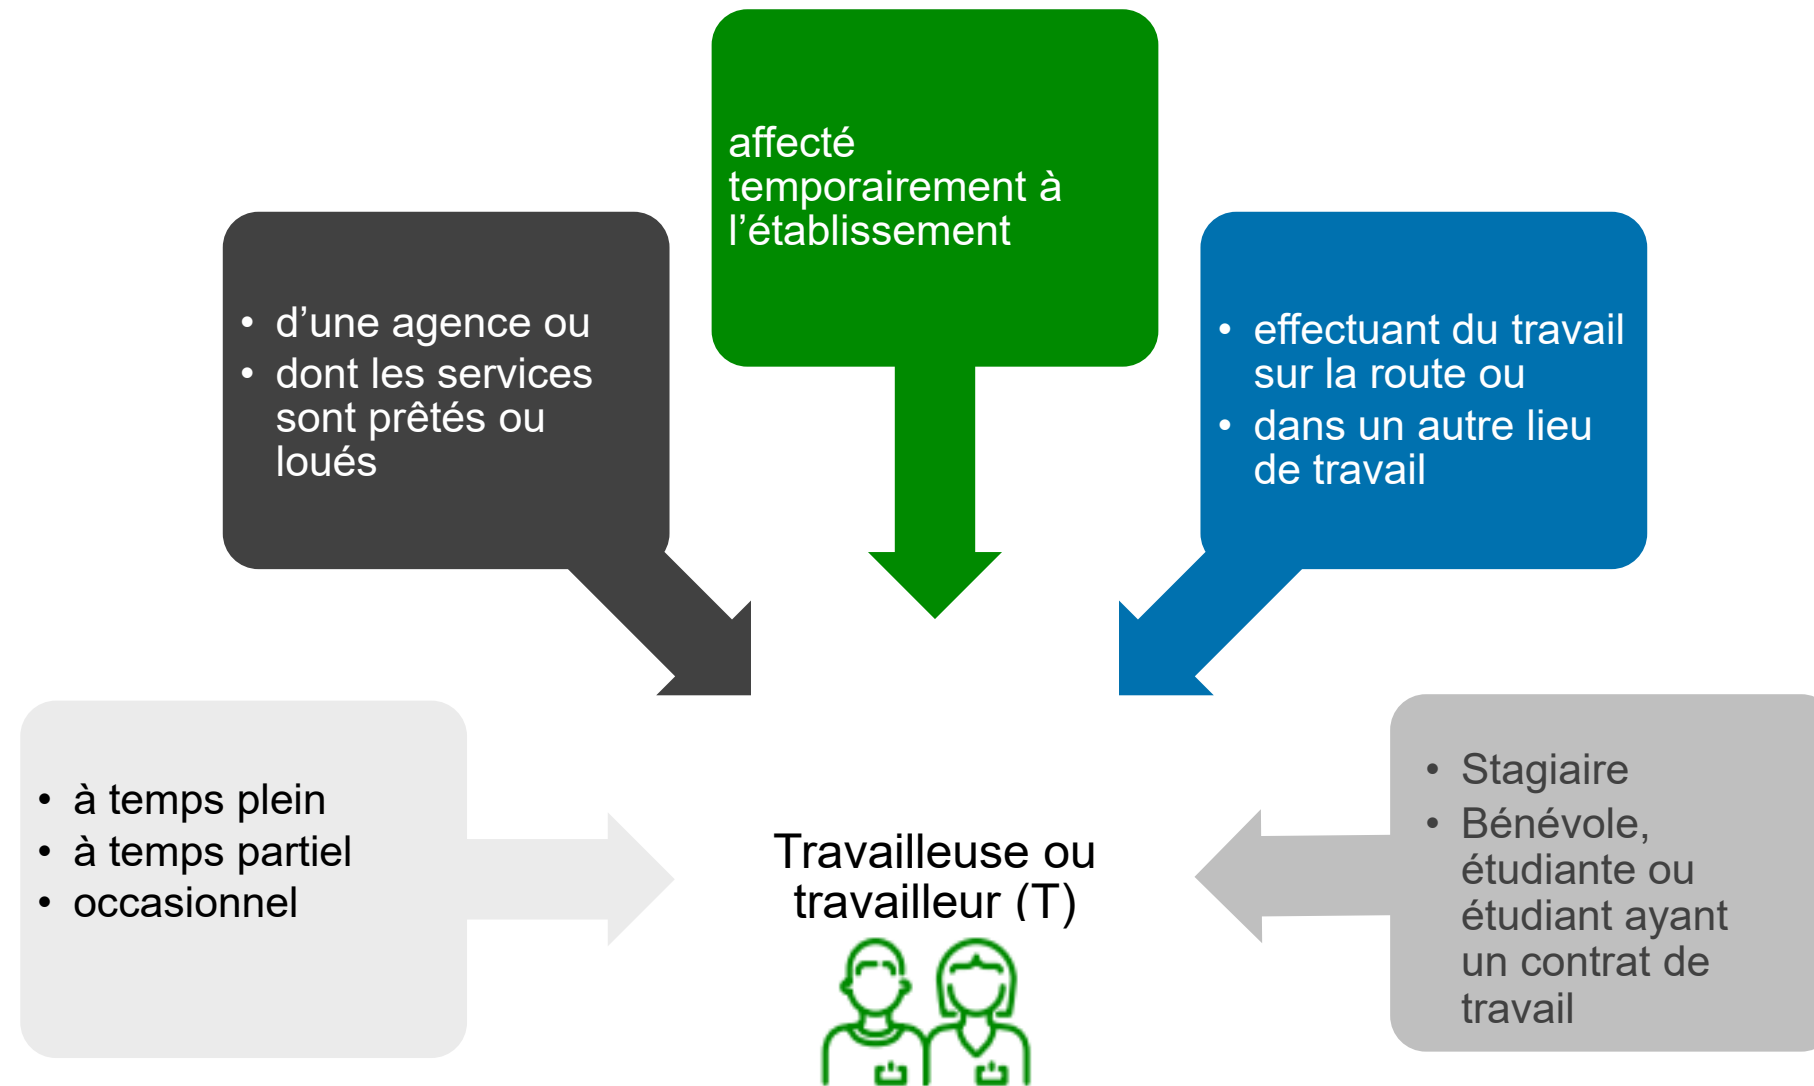 affecté
temporairement à
l’établissement
• d’une agence ou
• dont les services
sont prêtés ou
loués
• effectuant du travail
sur la route ou
• dans un autre lieu
de travail
• à temps plein
• à temps partiel
• occasionnel
Travailleuse ou
travailleur (T)
• Stagiaire
• Bénévole,
étudiante ou
étudiant ayant
un contrat de
travail